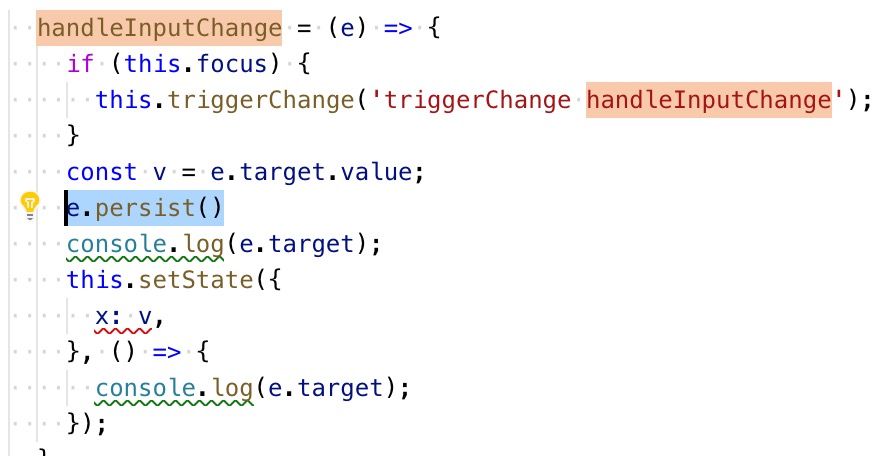 handleInputChange = (e) => {
if (this.focus) {
this.triggerChange('triggerChange handleInputChange');
}
const v = e.target.value;
e.persist()
console.log(e.target);
this.setState({
x: v,
}, () => {
console.log(e.target);
});
}